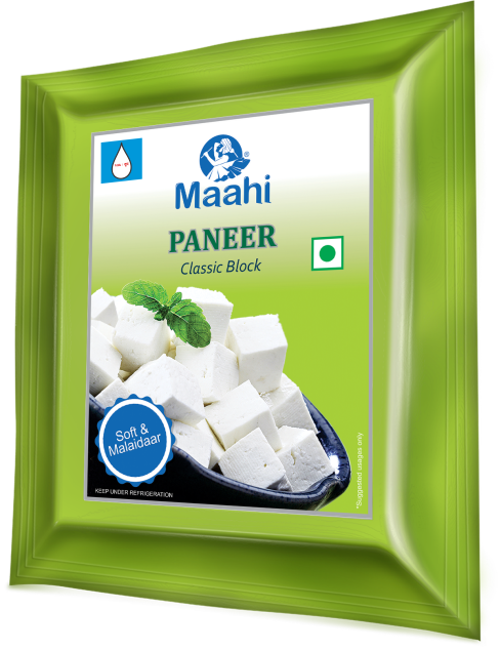 Maahi
®
PANEER
Classic Block
Soft &
Malaidaar
KEEP UNDER REFRIGERATION
*Suggested usages only